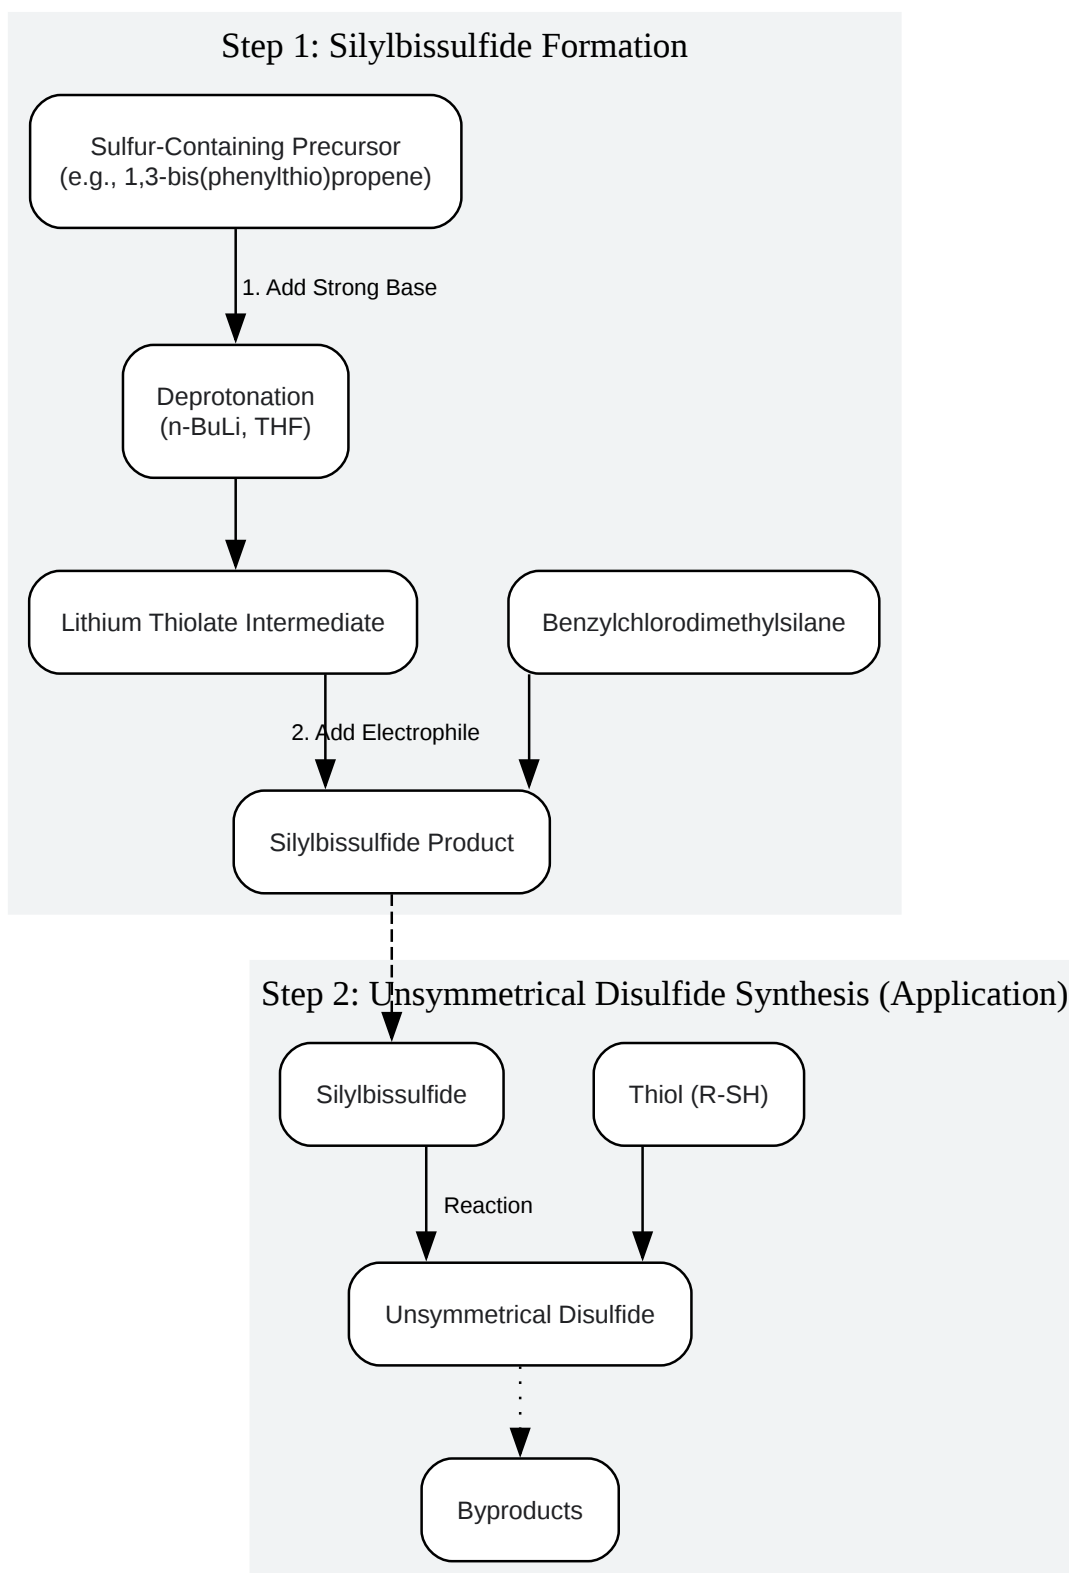 Step 1: Silylbissulfide Formation
Sulfur-Containing Precursor
(e.g., 1,3-bis(phenylthio)propene)
1. Add Strong Base
Deprotonation
(n-BuLi, THF)
Lithium Thiolate Intermediate
Benzylchlorodimethylsilane
2. Add Electrophile
Silylbissulfide Product
Step 2: Unsymmetrical Disulfide Synthesis (Application)
Silylbissulfide
Thiol (R-SH)
Reaction
Unsymmetrical Disulfide
Byproducts